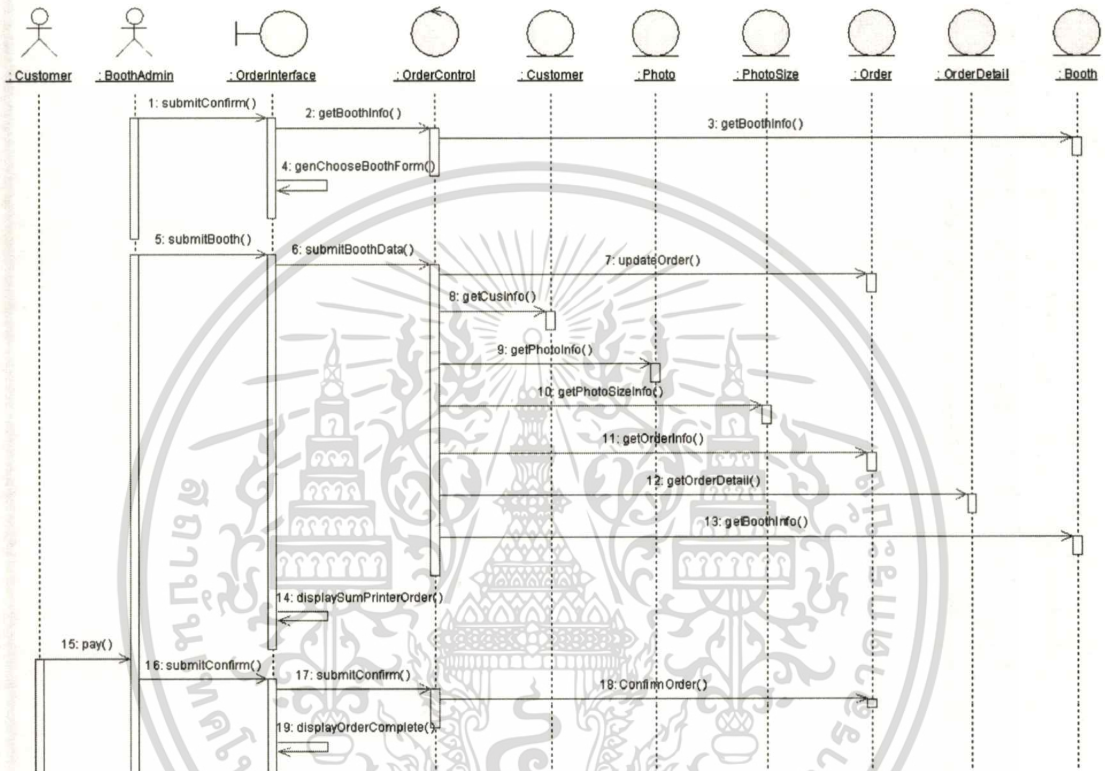 : Customer
: BoothAdmin
: OrderInterface
: OrderControl
: Customer
: Photo
: PhotoSize
: Order
: OrderDetail
: Booth
1: submitConfirm()
2: getBoothInfo()
3: getBoothInfo()
4: genChooseBoothForm()
5: submitBooth()
6: submitBoothData()
7: updateOrder()
8: getCusInfo()
9: getPhotoInfo()
10: getPhotoSizeInfo()
11: getOrderInfo()
12: getOrderDetail()
13: getBoothInfo()
14: displaySumPrinterOrder()
15: pay()
16: submitConfirm()
17: submitConfirm()
18: ConfirmOrder()
19: displayOrderComplete()